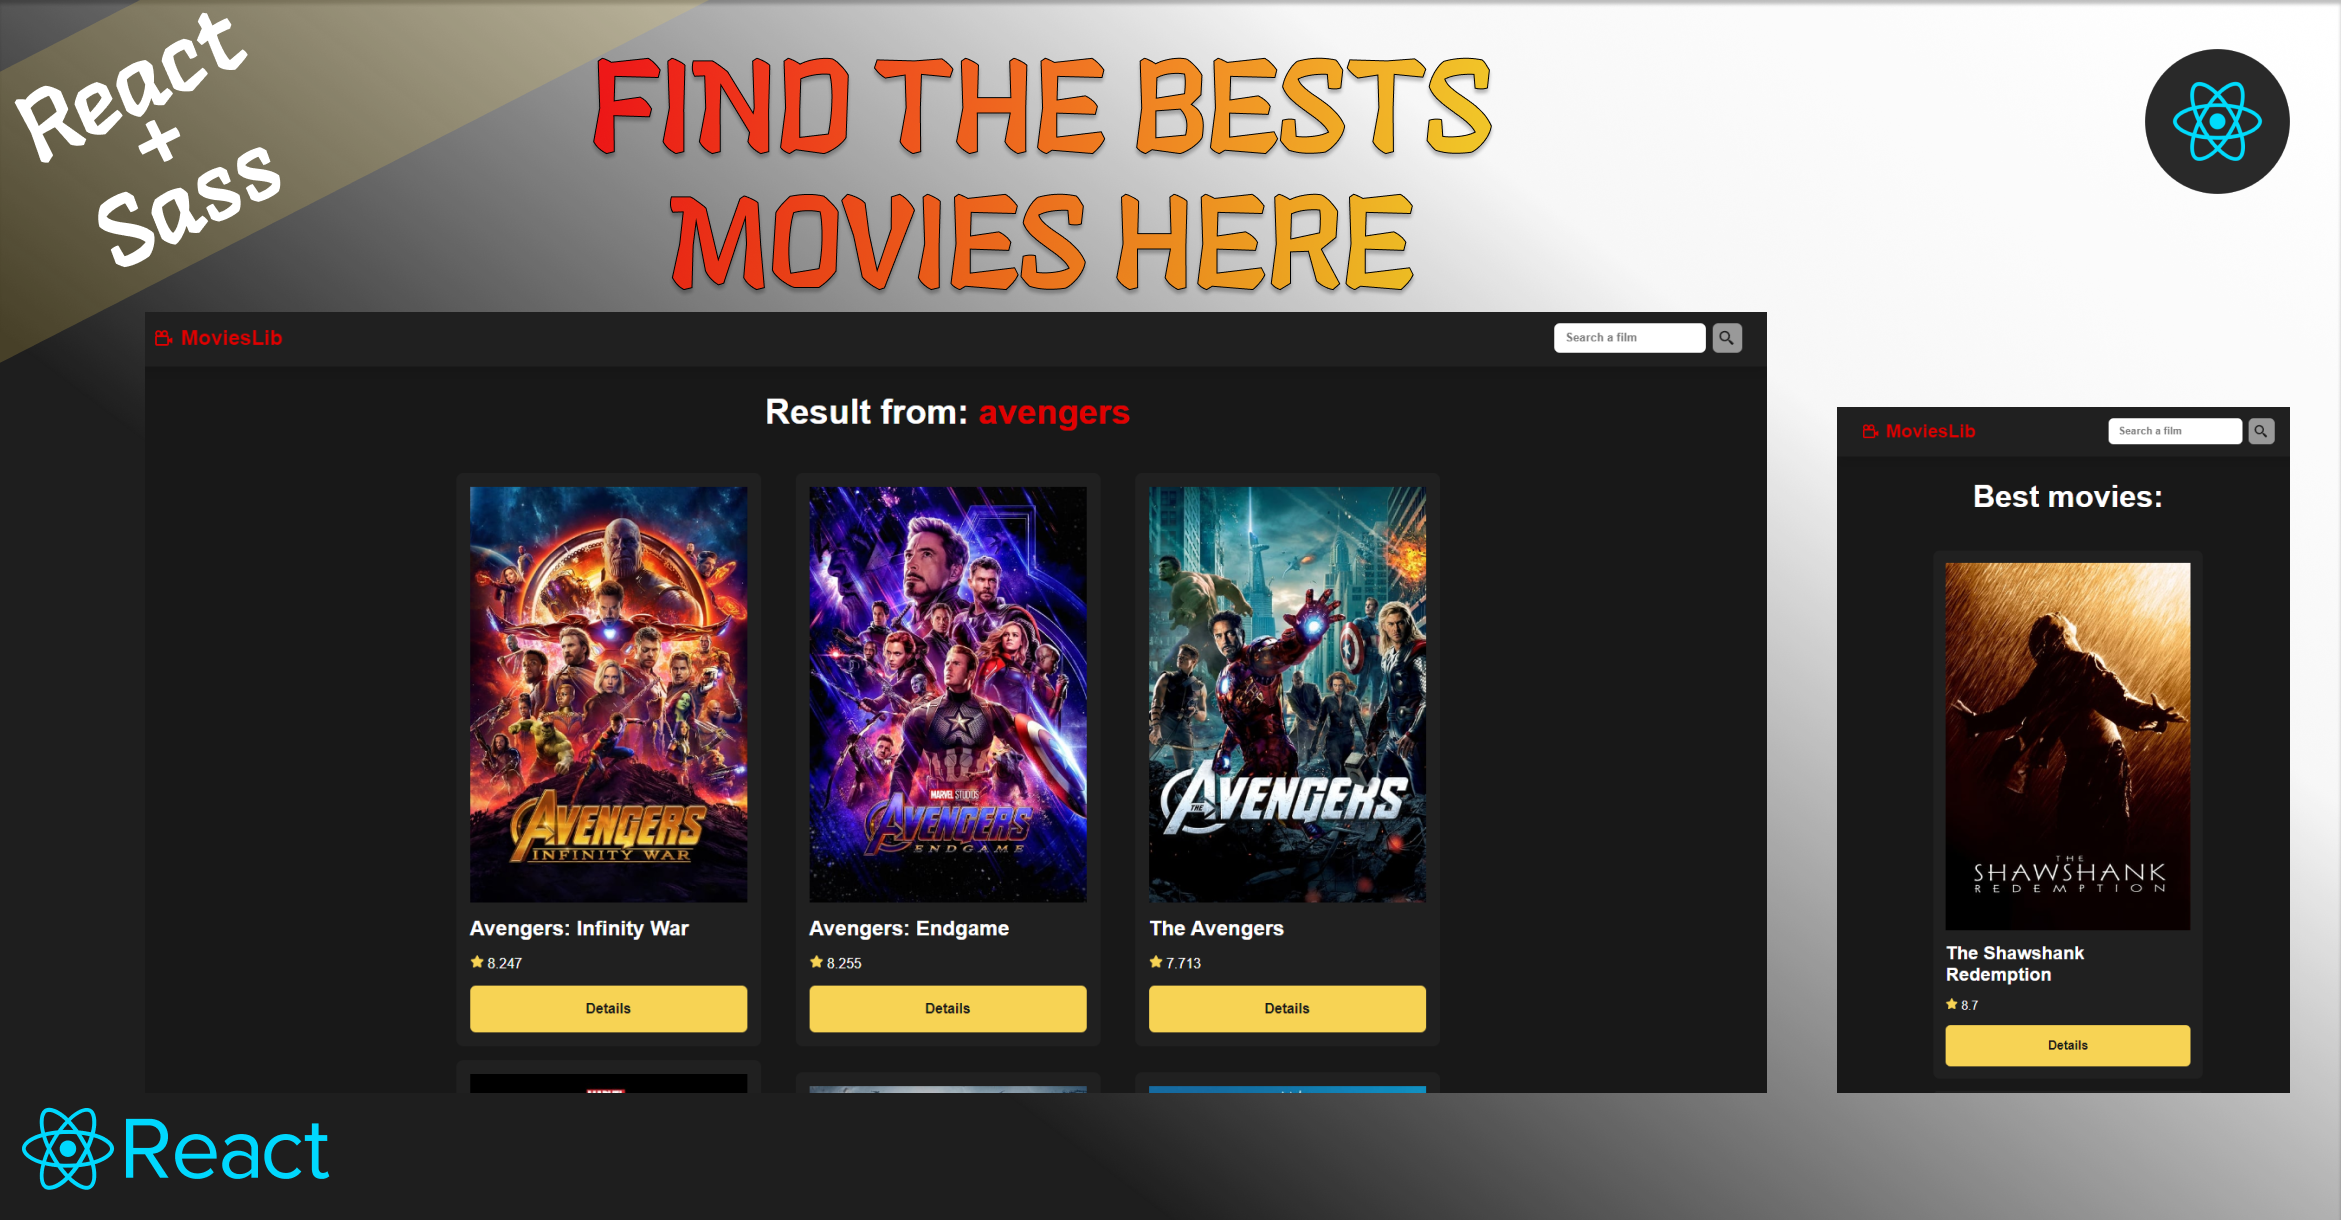 React
+
Sass
FIND THE BESTS
MOVIES HERE
MoviesLib
Search a film
Result from: avengers
AVENGERS
INFINITY WAR
MARVEL STUDIOS
AVENGERS
ENDGAME
THE
AVENGERS
Avengers: Infinity War
8.247
Details
Avengers: Endgame
8.255
Details
The Avengers
7.713
Details
MoviesLib
Search a film
Best movies:
THE
SHAWSHANK
REDEMPTION
The Shawshank
Redemption
8.7
Details
React